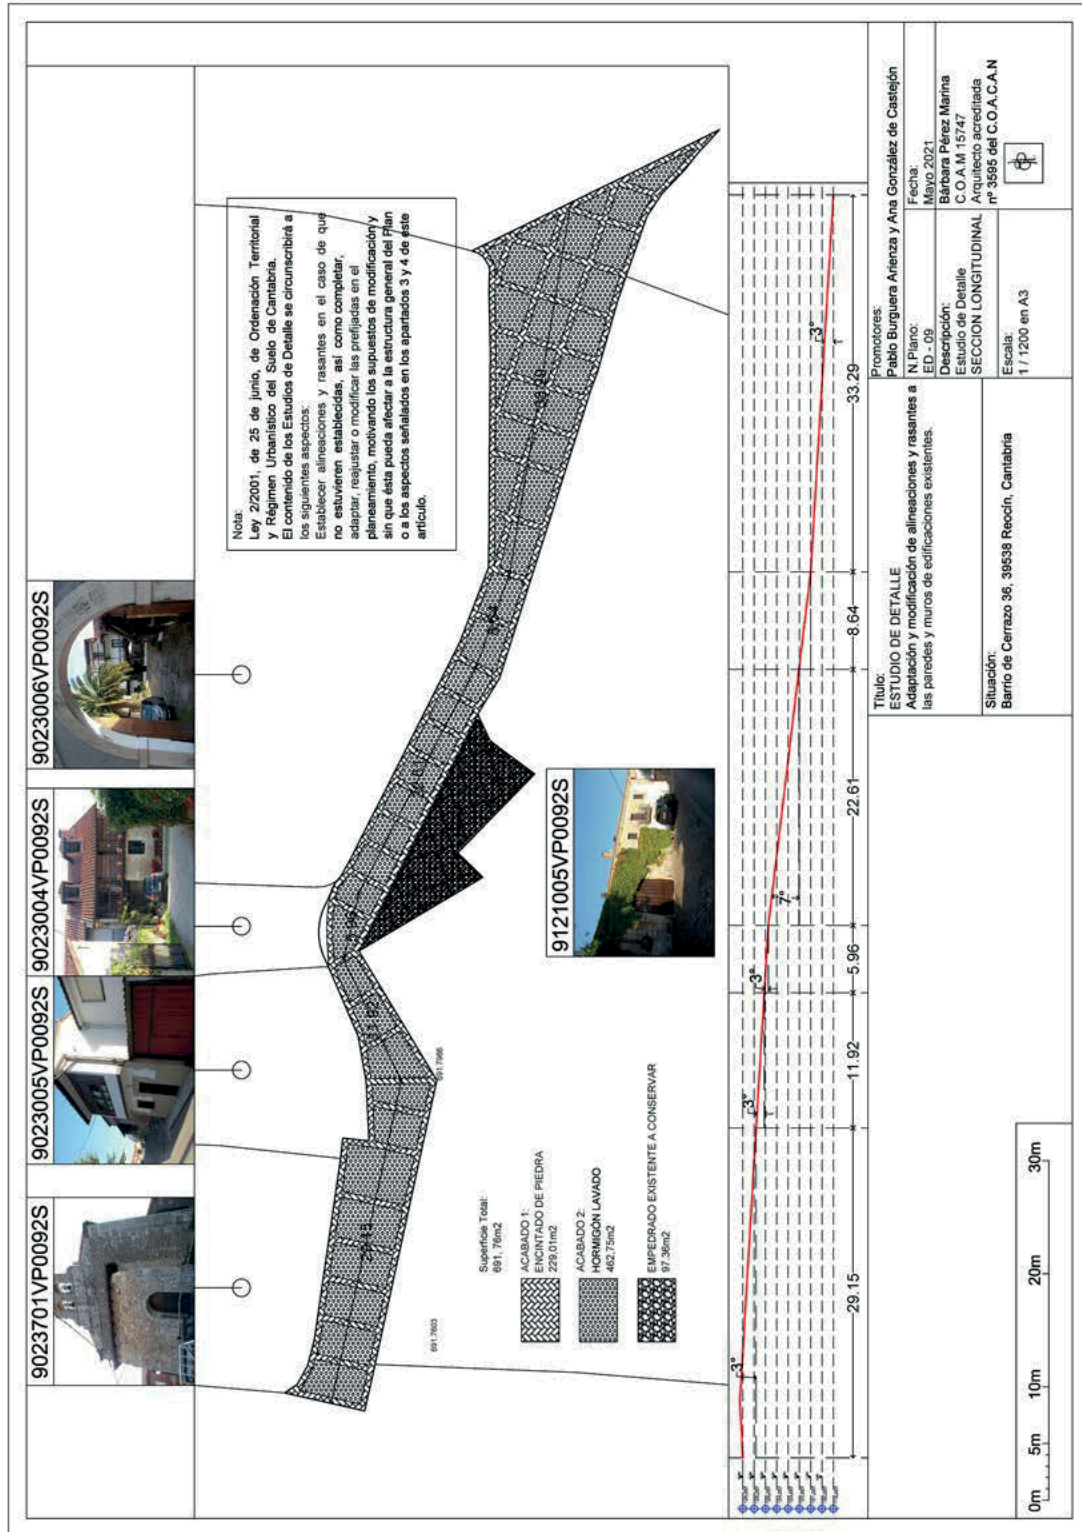 9023701VP0092S
9023005VP0092S
9023004VP0092S
9023006VP0092S
Nota:
Ley 2/2001, de 25 de junio, de Ordenación Territorial
y Régimen Urbanístico del Suelo de Cantabria.
El contenido de los Estudios de Detalle se circunscribirá a
los siguientes aspectos:
Establecer alineaciones y rasantes en el caso de que
no estuvieren establecidas, así como completar,
adaptar, reajustar o modificar las prefijadas en el
planeamiento, motivando los supuestos de modificación y
sin que ésta pueda afectar a la estructura general del Plan
o a los aspectos señalados en los apartados 3 y 4 de este
artículo.
9121005VP0092S
691.7603
691.7986
Superficie Total:
691, 76m2
ACABADO 1:
ENCINTADO DE PIEDRA
229,01m2
ACABADO 2:
HORMIGÓN LAVADO
462,75m2
EMPEDRADO EXISTENTE A CONSERVAR
97,36m2
3°
3°
3°
7°
3°
29.15
11.92
5.96
22.61
8.64
33.29
0m
5m
10m
20m
30m
Título:
ESTUDIO DE DETALLE
Adaptación y modificación de alineaciones y rasantes a
las paredes y muros de edificaciones existentes.
Situación:
Barrio de Cerrazo 36, 39538 Reocín, Cantabria
Promotores:
Pablo Burguera Arienza y Ana González de Castejón
N.Plano:
ED - 09
Fecha:
Mayo 2021
Descripción:
Estudio de Detalle
SECCION LONGITUDINAL
Bárbara Pérez Marina
C.O.A.M 15747
Arquitecto acreditada
nº 3595 del C.O.A.C.A.N
Escala:
1 / 1200 en A3